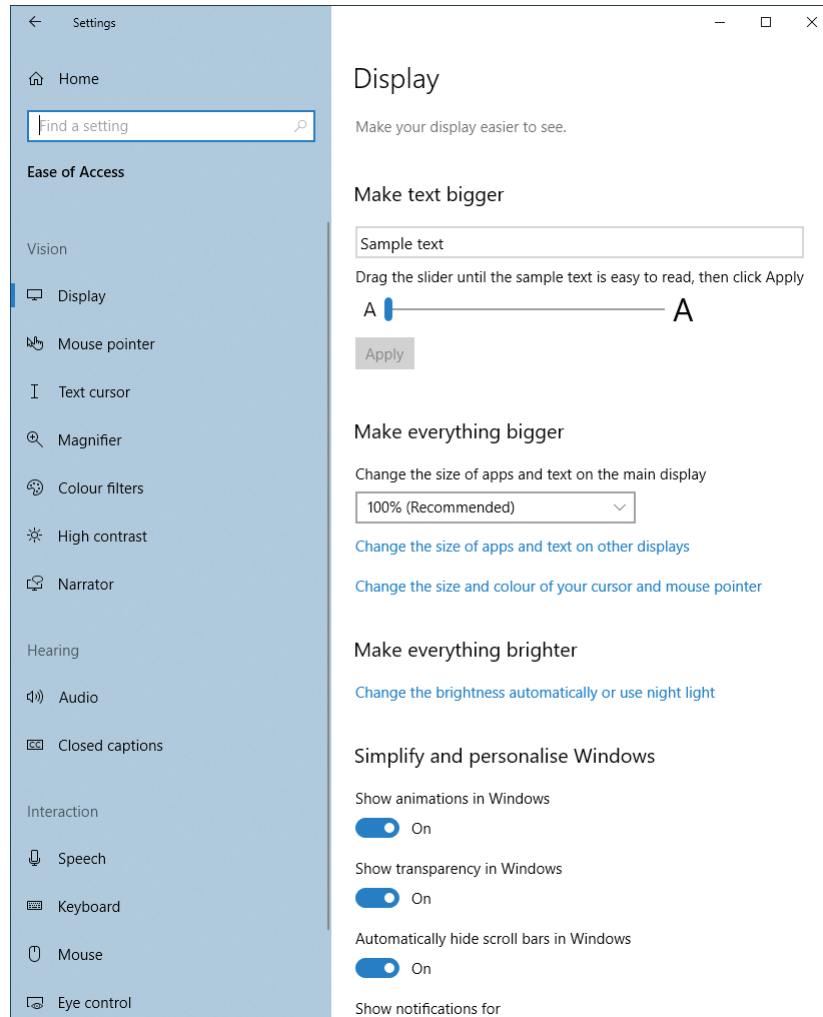 Settings
Home
Find a setting
Ease of Access
Vision
Display
Mouse pointer
Text cursor
Magnifier
Colour filters
High contrast
Narrator
Hearing
Audio
CC
Closed captions
Interaction
Speech
Keyboard
Mouse
Eye control
Display
Make your display easier to see.
Make text bigger
Sample text
Drag the slider until the sample text is easy to read, then click Apply
A A
Apply
Make everything bigger
Change the size of apps and text on the main display
100% (Recommended)
Change the size of apps and text on other displays
Change the size and colour of your cursor and mouse pointer
Make everything brighter
Change the brightness automatically or use night light
Simplify and personalise Windows
Show animations in Windows
On
Show transparency in Windows
On
Automatically hide scroll bars in Windows
On
Show notifications for